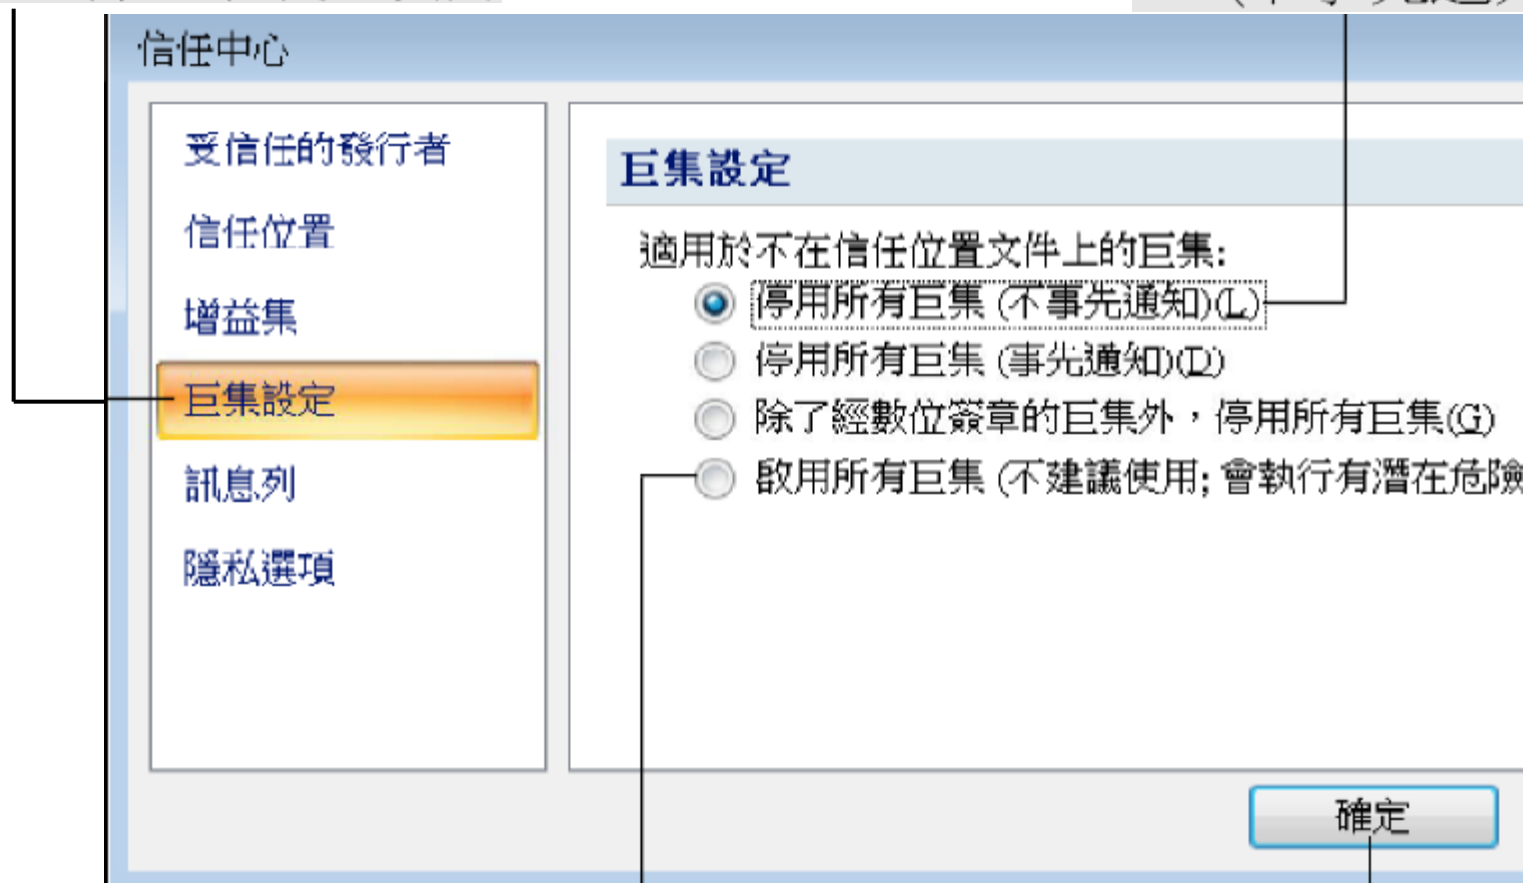 信任中心
受信任的發行者
信任位置
增益集
巨集設定
訊息列
隱私選項
巨集設定
適用於不在信任位置文件上的巨集:
停用所有巨集 (不事先通知)(L)
停用所有巨集 (事先通知)(D)
除了經數位簽章的巨集外，停用所有巨集(G)
啟用所有巨集 (不建議使用; 會執行有潛在危險
確定